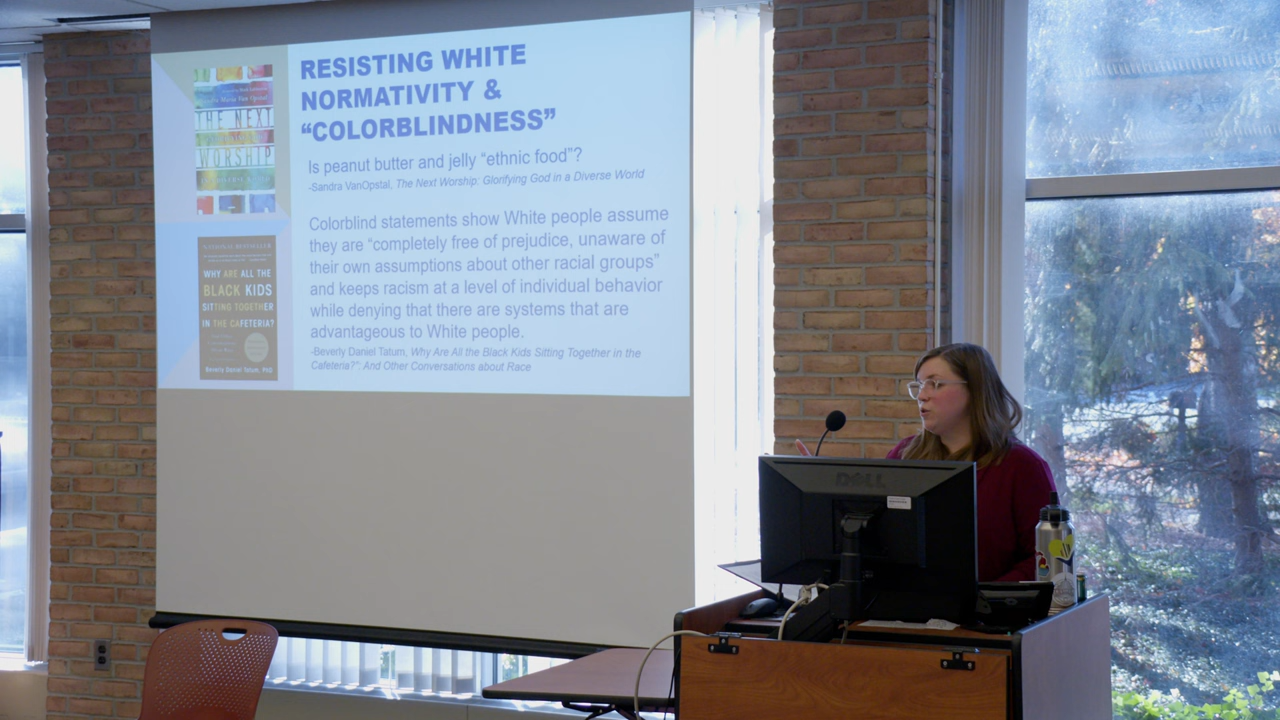 RESISTING WHITE
NORMATIVITY &
“COLORBLINDNESS”
Is peanut butter and jelly “ethnic food”?
-Sandra VanOpstal, The Next Worship: Glorifying God in a Diverse World
Colorblind statements show White people assume
they are “completely free of prejudice, unaware of
their own assumptions about other racial groups”
and keeps racism at a level of individual behavior
while denying that there are systems that are
advantageous to White people.
-Beverly Daniel Tatum, Why Are All the Black Kids Sitting Together in the
Cafeteria?”: And Other Conversations about Race
THE NEXT
WORSHIP
NATIONAL BESTSELLER
WHY ARE ALL THE
BLACK KIDS
SITTING TOGETHER
IN THE CAFETERIA?
Beverly Daniel Tatum, PhD
DELL